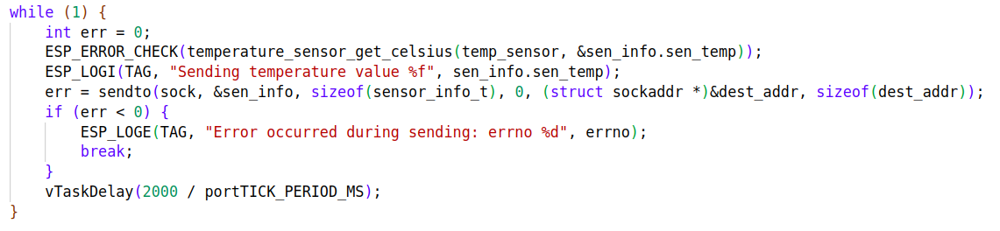 while (1) {
    int err = 0;
    ESP_ERROR_CHECK(temperature_sensor_get_celsius(temp_sensor, &sen_info.sen_temp));
    ESP_LOGI(TAG, "Sending temperature value %f", sen_info.sen_temp);
    err = sendto(sock, &sen_info, sizeof(sensor_info_t), 0, (struct sockaddr *)&dest_addr, sizeof(dest_addr));
    if (err < 0) {
        ESP_LOGE(TAG, "Error occurred during sending: errno %d", errno);
        break;
    }
    vTaskDelay(2000 / portTICK_PERIOD_MS);
}